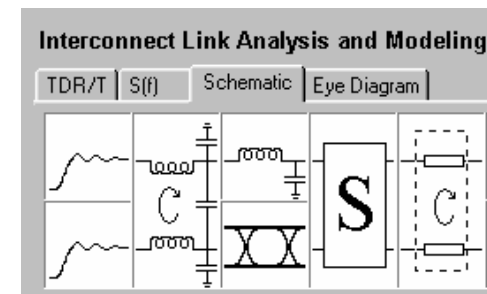 Interconnect Link Analysis and Modeling
TDR/T S(f) Schematic Eye Diagram
C S C